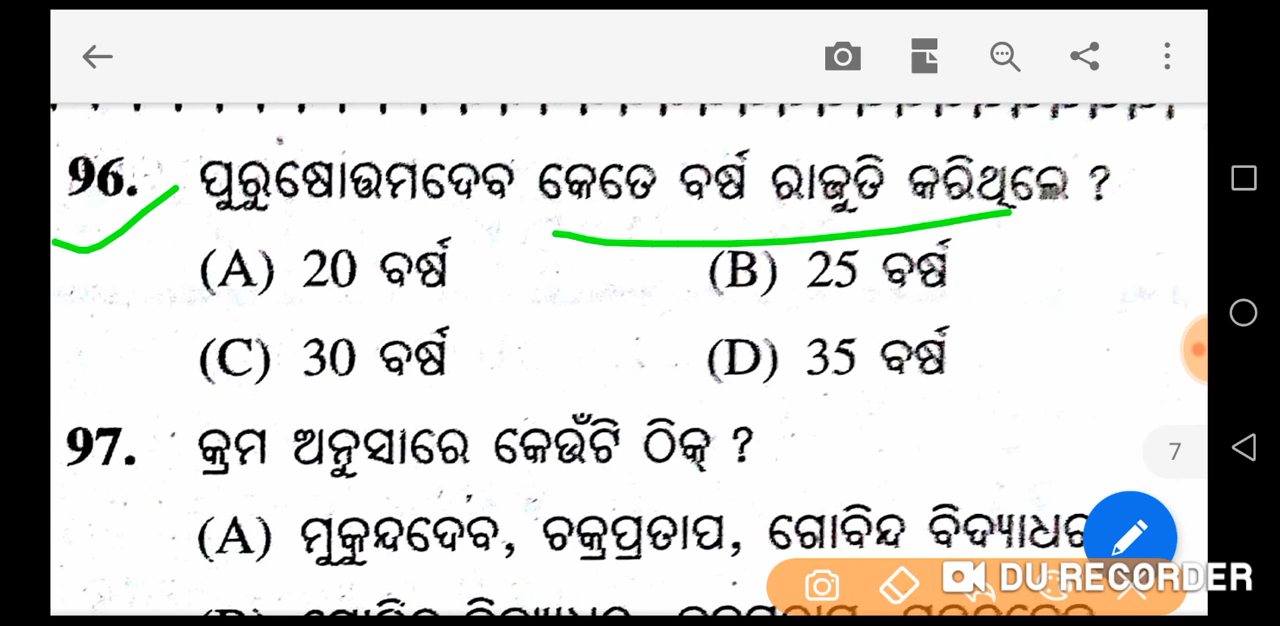 96. ପୁରୁଷୋତ୍ତମଦେବ କେତେ ବର୍ଷ ରାଜୁତି କରିଥିଲେ ?
(A) 20 ବର୍ଷ (B) 25 ବର୍ଷ
(C) 30 ବର୍ଷ (D) 35 ବର୍ଷ
97. କ୍ରମ ଅନୁସାରେ କେଉଁଟି ଠିକ୍ ?
7
(A) ମୁକୁନ୍ଦଦେବ, ଚକ୍ରପ୍ରତାପ, ଗୋବିନ୍ଦ
DU RECORDER